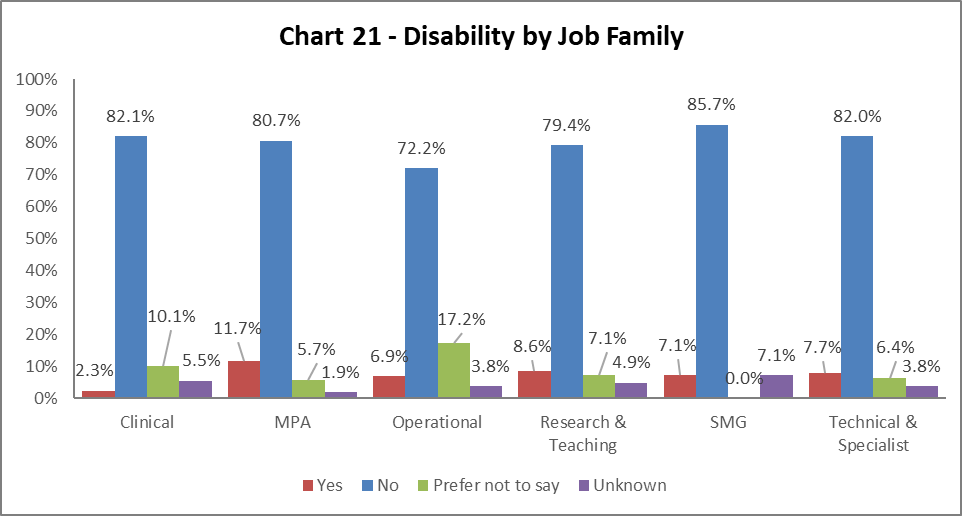 Chart 21 - Disability by Job Family
100%
90%
80%
70%
60%
50%
40%
30%
20%
10%
0%
2.3%
82.1%
10.1%
5.5%
11.7%
80.7%
5.7%
1.9%
6.9%
72.2%
17.2%
3.8%
8.6%
79.4%
7.1%
4.9%
7.1%
85.7%
0.0%
7.1%
7.7%
82.0%
6.4%
3.8%
Clinical
MPA
Operational
Research &
Teaching
SMG
Technical &
Specialist
Yes
No
Prefer not to say
Unknown